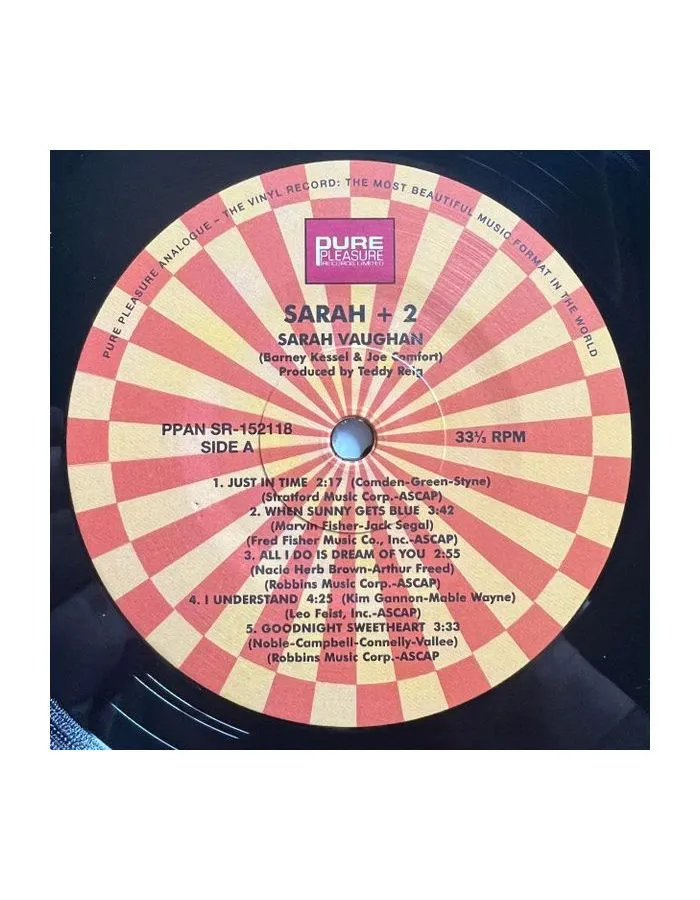 PURE PLEASURE ANALOGUE – THE VINYL RECORD: THE MOST BEAUTIFUL MUSIC FORMAT IN THE WORLD
PURE
PLEASURE
RECORDS LIMITED
SARAH + 2
SARAH VAUGHAN
(Barney Kessel & Joe Comfort)
Produced by Teddy Reig
PPAN SR-152118
SIDE A
33⅓ RPM
1. JUST IN TIME 2:17 (Comden-Green-Styne)
(Stratford Music Corp.-ASCAP)
2. WHEN SUNNY GETS BLUE 3:42
(Marvin Fisher-Jack Segal)
(Fred Fisher Music Co., Inc.-ASCAP)
3. ALL I DO IS DREAM OF YOU 2:55
(Nacio Herb Brown-Arthur Freed)
(Robbins Music Corp.-ASCAP)
4. I UNDERSTAND 4:25 (Kim Gannon-Mable Wayne)
(Leo Feist, Inc.-ASCAP)
5. GOODNIGHT SWEETHEART 3:33
(Noble-Campbell-Connelly-Vallee)
(Robbins Music Corp.-ASCAP